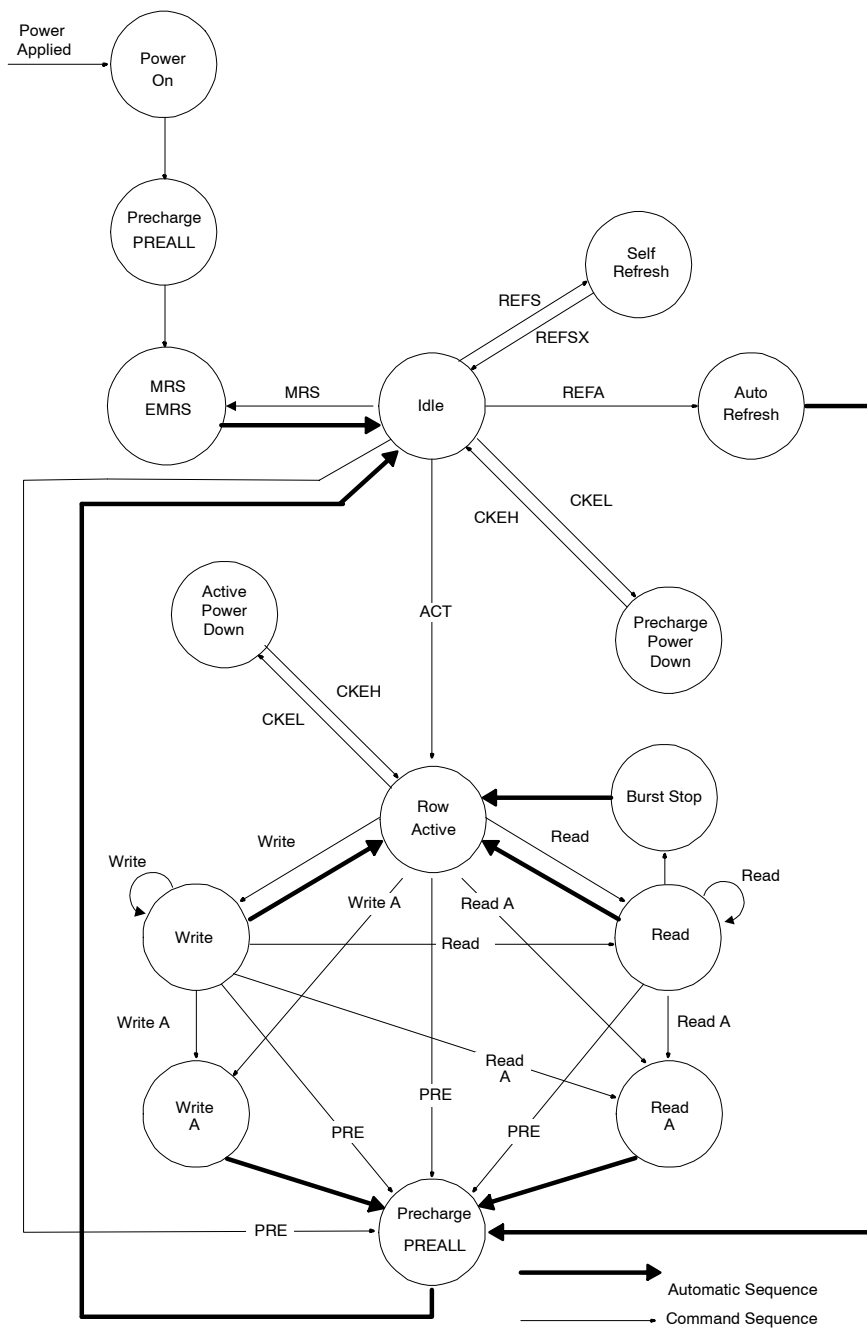 Power
Applied
Power
On
Precharge
PREALL
Self
Refresh
REFS
REFSX
MRS
EMRS
MRS
Idle
REFA
Auto
Refresh
CKEL
CKEH
Active
Power
Down
ACT
Precharge
Power
Down
CKEH
CKEL
Row
Active
Burst Stop
Write
Read
Write
Write A
Read A
Read
Write
Read
Read
Write A
Read
A
Read A
Write
A
PRE
PRE
PRE
Read
A
Precharge
PREALL
PRE
Automatic Sequence
Command Sequence